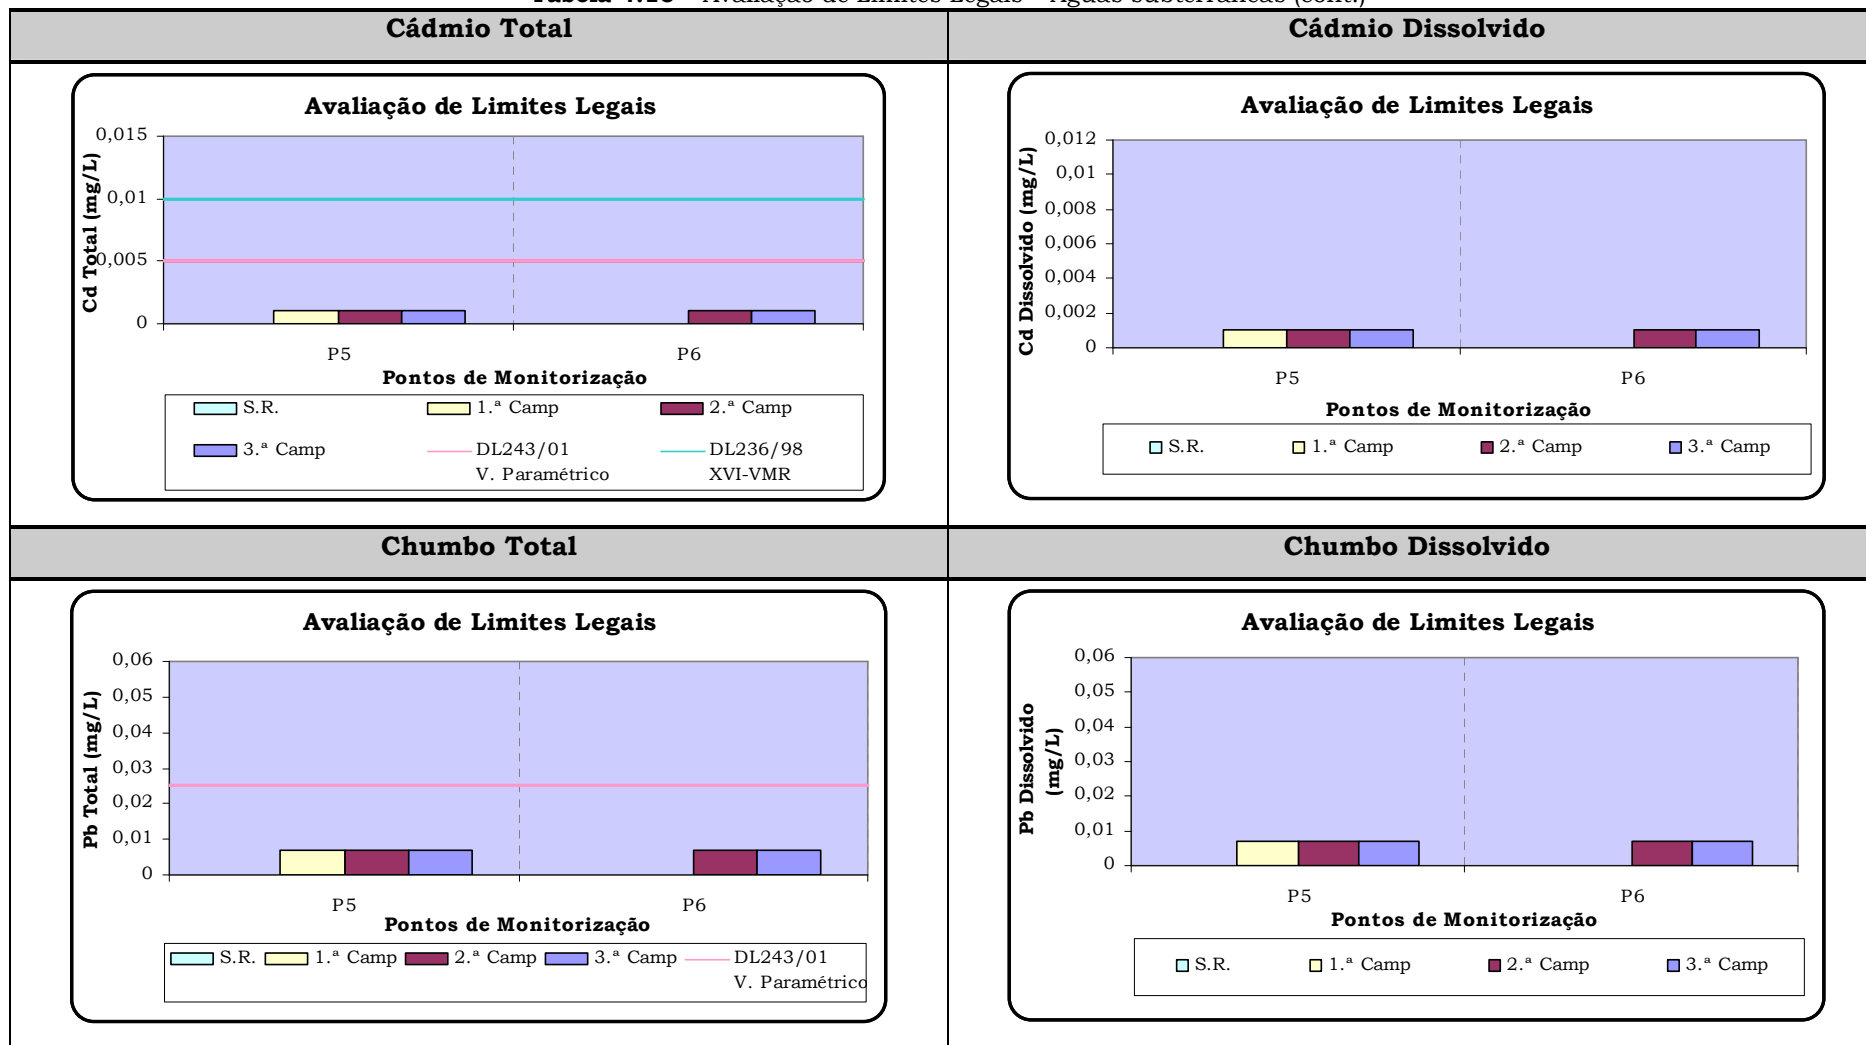 Avaliação de Limites Legais – Águas subterrâneas (cont.)
Cádmio Total
Cádmio Dissolvido
Avaliação de Limites Legais
Cd Total (mg/L)
0,015
0,01
0,005
0
P5
P6
Pontos de Monitorização
S.R.
1.ª Camp
2.ª Camp
3.ª Camp
DL243/01
V. Paramétrico
DL236/98
XVI-VMR
Avaliação de Limites Legais
Cd Dissolvido (mg/L)
0,012
0,01
0,008
0,006
0,004
0,002
0
P5
P6
Pontos de Monitorização
S.R.
1.ª Camp
2.ª Camp
3.ª Camp
Chumbo Total
Chumbo Dissolvido
Avaliação de Limites Legais
Pb Total (mg/L)
0,06
0,05
0,04
0,03
0,02
0,01
0
P5
P6
Pontos de Monitorização
S.R.
1.ª Camp
2.ª Camp
3.ª Camp
DL243/01
V. Paramétrico
Avaliação de Limites Legais
Pb Dissolvido
(mg/L)
0,06
0,05
0,04
0,03
0,02
0,01
0
P5
P6
Pontos de Monitorização
S.R.
1.ª Camp
2.ª Camp
3.ª Camp